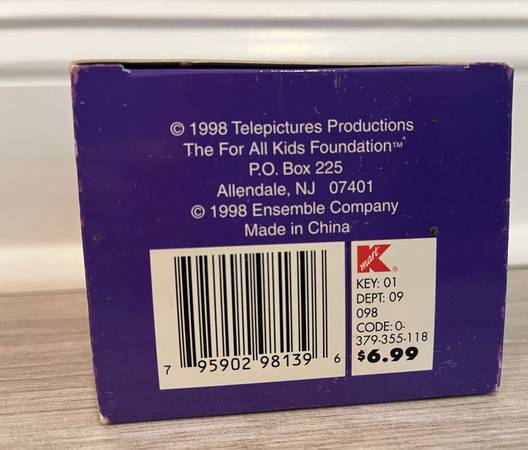 © 1998 Telepictures Productions
The For All Kids Foundation™
P.O. Box 225
Allendale, NJ 07401
© 1998 Ensemble Company
Made in China
7 95902 98139 6
K mart®
KEY: 01
DEPT: 09
098
CODE: 0-
379-355-118
$6.99